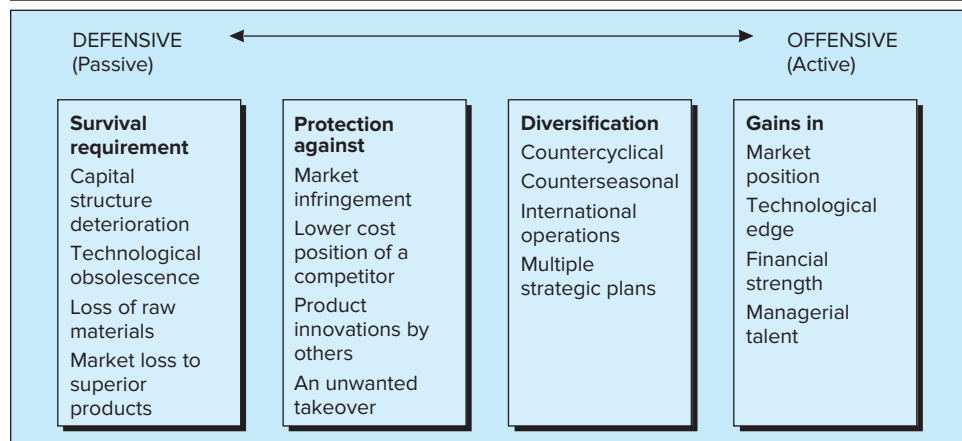 DEFENSIVE
(Passive)
OFFENSIVE
(Active)
Survival
requirement
Capital
structure
deterioration
Technological
obsolescence
Loss of raw
materials
Market loss to
superior
products
Protection
against
Market
infringement
Lower cost
position of a
competitor
Product
innovations by
others
An unwanted
takeover
Diversification
Countercyclical
Counterseasonal
International
operations
Multiple
strategic plans
Gains in
Market
position
Technological
edge
Financial
strength
Managerial
talent